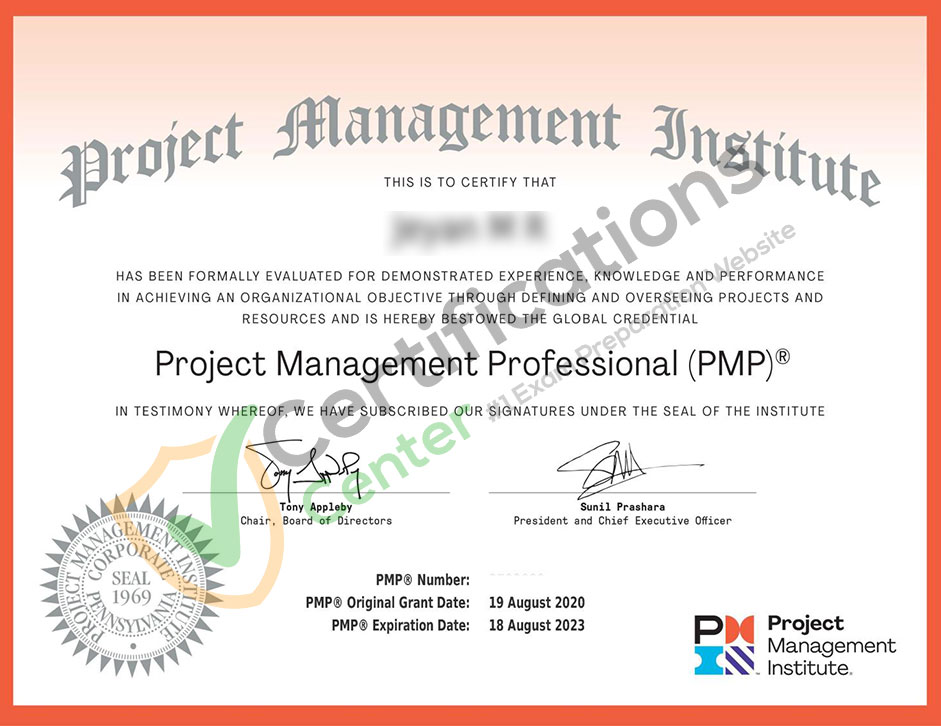 Project Management Institute
THIS IS TO CERTIFY THAT
HAS BEEN FORMALLY EVALUATED FOR DEMONSTRATED EXPERIENCE, KNOWLEDGE AND PERFORMANCE
IN ACHIEVING AN ORGANIZATIONAL OBJECTIVE THROUGH DEFINING AND OVERSEEING PROJECTS AND
RESOURCES AND IS HEREBY BESTOWED THE GLOBAL CREDENTIAL
Project Management Professional (PMP)®
IN TESTIMONY WHEREOF, WE HAVE SUBSCRIBED OUR SIGNATURES UNDER THE SEAL OF THE INSTITUTE
Certifications
Center
#1 Exam Preparation Website
Tony Appleby
Chair, Board of Directors
Sunil Prashara
President and Chief Executive Officer
PROJECT MANAGEMENT INSTITUTE
CORPORATE
SEAL
1969
PENNSYLVANIA
PMP® Number:
PMP® Original Grant Date: 19 August 2020
PMP® Expiration Date: 18 August 2023
PM
Project
Management
Institute.